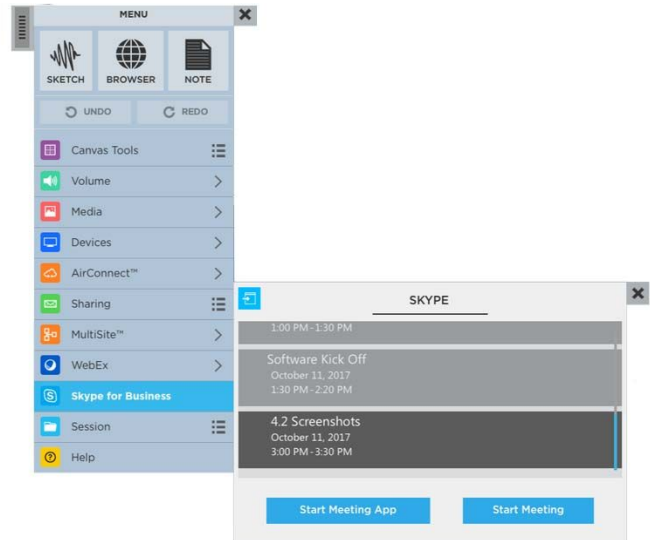 MENU
SKETCH BROWSER NOTE
UNDO REDO
Canvas Tools
Volume
Media
Devices
AirConnect™
Sharing
MultiSite™
WebEx
Skype for Business
Session
Help
SKYPE
1:00 PM-1:30 PM
Software Kick Off
October 11, 2017
1:30 PM-2:20 PM
4.2 Screenshots
October 11, 2017
3:00 PM-3:30 PM
Start Meeting App Start Meeting